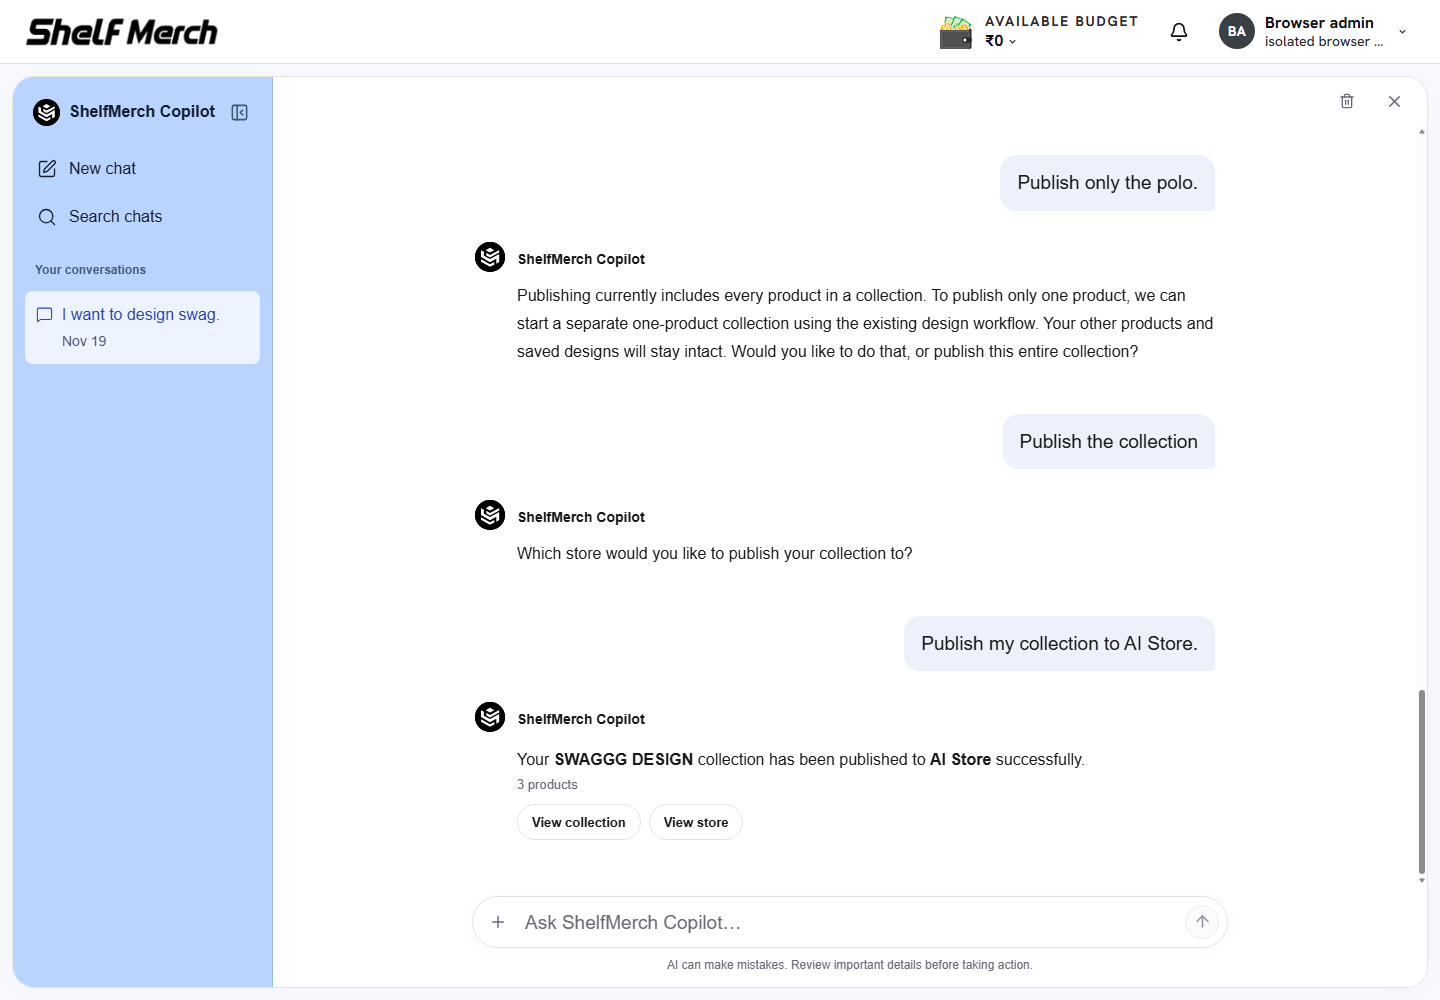 Shelf Merch
AVAILABLE BUDGET
₹0
BA
Browser admin
isolated browser ...
ShelfMerch Copilot
New chat
Search chats
Your conversations
I want to design swag.
Nov 19
Publish only the polo.
ShelfMerch Copilot
Publishing currently includes every product in a collection. To publish only one product, we can
start a separate one-product collection using the existing design workflow. Your other products and
saved designs will stay intact. Would you like to do that, or publish this entire collection?
Publish the collection
ShelfMerch Copilot
Which store would you like to publish your collection to?
Publish my collection to AI Store.
ShelfMerch Copilot
Your SWAGGG DESIGN collection has been published to AI Store successfully.
3 products
View collection
View store
Ask ShelfMerch Copilot…
AI can make mistakes. Review important details before taking action.